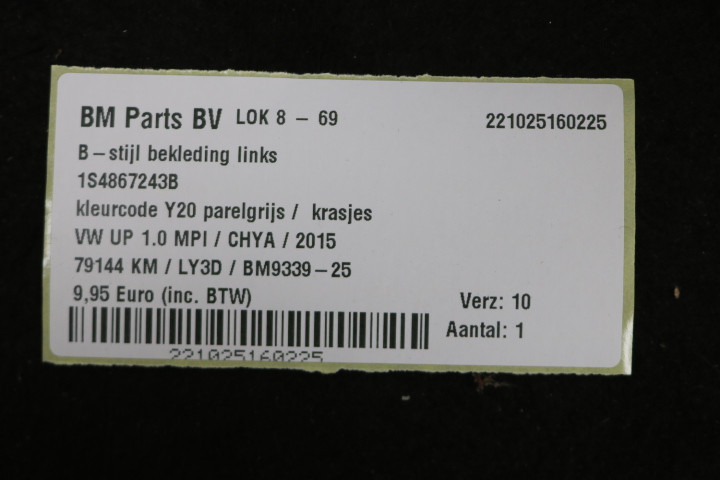 BM Parts BV LOK 8 - 69 221025160225
B-stijl bekleding links
1S4867243B
kleurcode Y20 parelgrijs / krasjes
VW UP 1.0 MPI / CHYA / 2015
79144 KM / LY3D / BM9339-25
9,95 Euro (inc. BTW) Verz: 10
Aantal: 1
221025160225